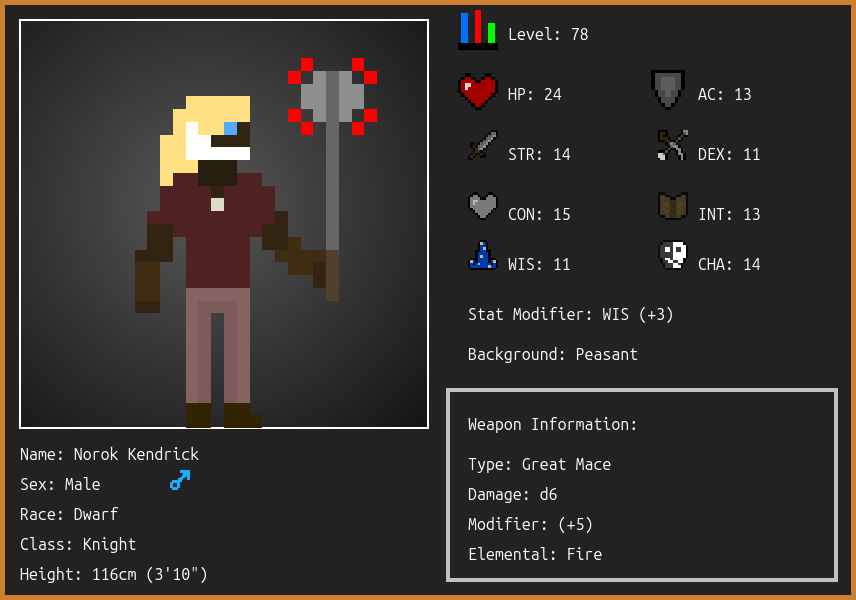 Level: 78
HP: 24
AC: 13
STR: 14
DEX: 11
CON: 15
INT: 13
WIS: 11
CHA: 14
Stat Modifier: WIS (+3)
Background: Peasant
Weapon Information:
Type: Great Mace
Damage: d6
Modifier: (+5)
Elemental: Fire
Name: Norok Kendrick
Sex: Male
Race: Dwarf
Class: Knight
Height: 116cm (3'10")